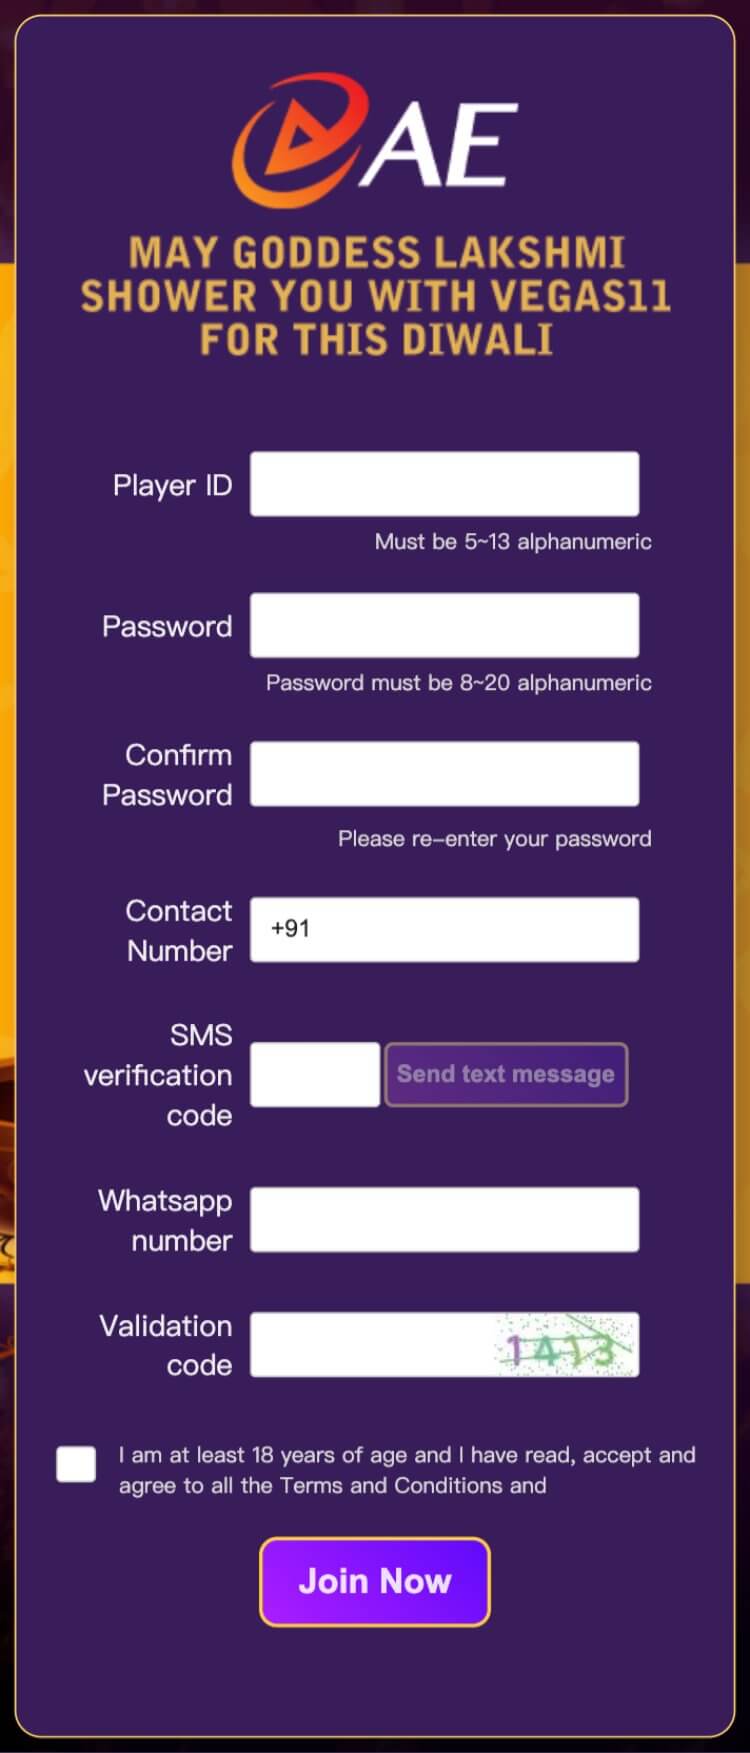 AE
MAY GODDESS LAKSHMI
SHOWER YOU WITH VEGAS11
FOR THIS DIWALI
Player ID
Must be 5~13 alphanumeric
Password
Password must be 8~20 alphanumeric
Confirm
Password
Please re-enter your password
Contact
Number
+91
SMS
verification
code
Send text message
Whatsapp
number
Validation
code
1413
I am at least 18 years of age and I have read, accept and
agree to all the Terms and Conditions and
Join Now